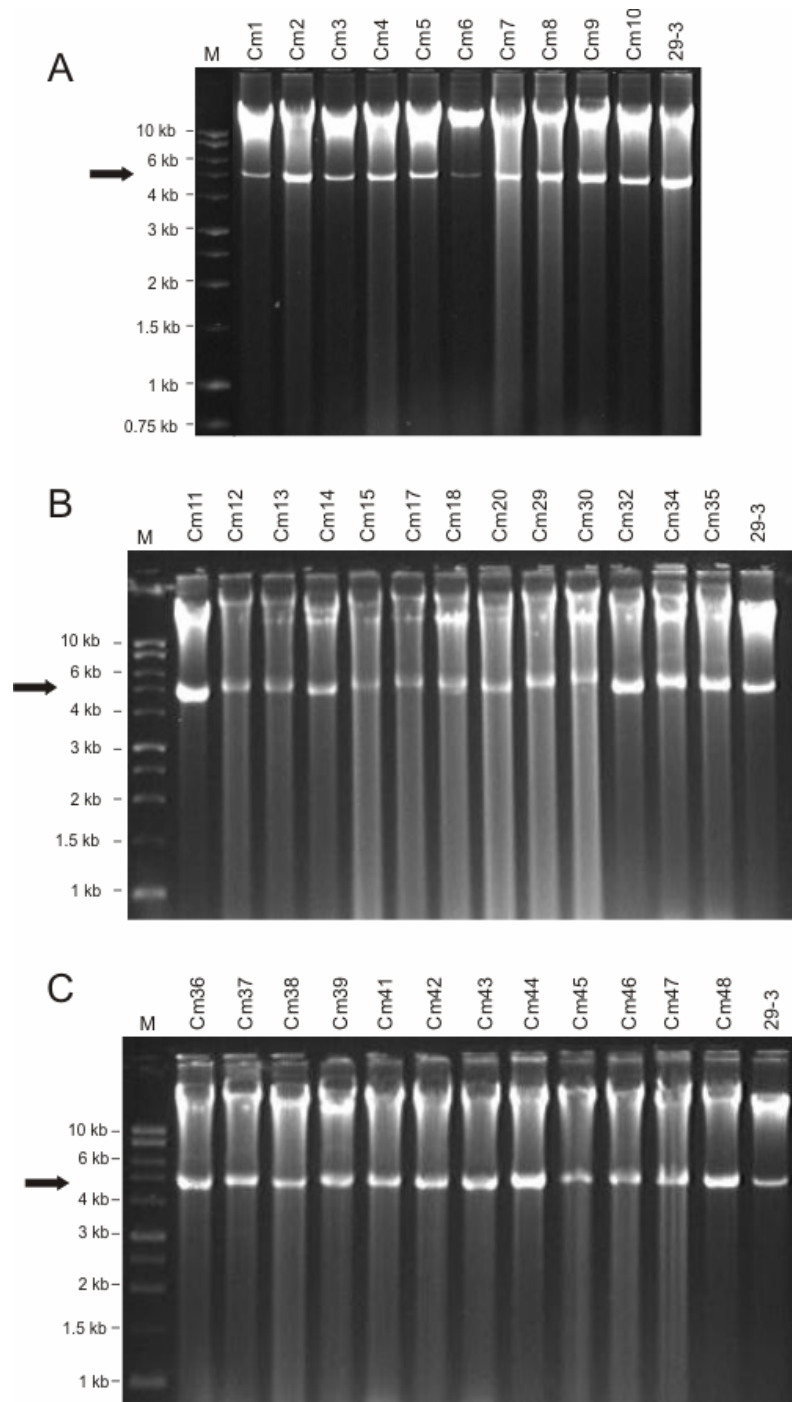 A
M Cm1 Cm2 Cm3 Cm4 Cm5 Cm6 Cm7 Cm8 Cm9 Cm10 29-3
10 kb
6 kb
4 kb
3 kb
2 kb
1.5 kb
1 kb
0.75 kb
B
M Cm11 Cm12 Cm13 Cm14 Cm15 Cm17 Cm18 Cm20 Cm29 Cm30 Cm32 Cm34 Cm35 29-3
10 kb
6 kb
4 kb
3 kb
2 kb
1.5 kb
1 kb
C
M Cm36 Cm37 Cm38 Cm39 Cm41 Cm42 Cm43 Cm44 Cm45 Cm46 Cm47 Cm48 29-3
10 kb
6 kb
4 kb
3 kb
2 kb
1.5 kb
1 kb